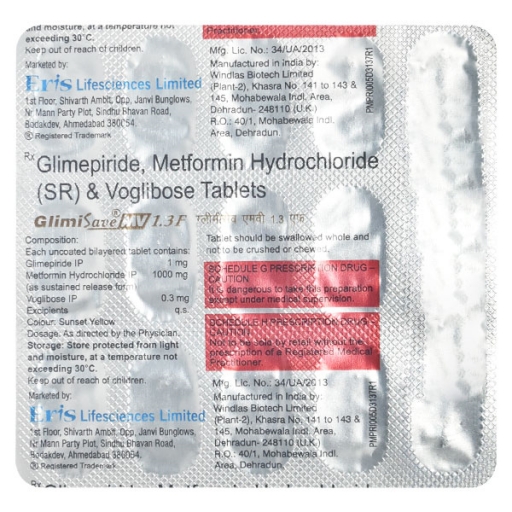 and moisture, at a temperature not
exceeding 30°C.
Keep out of reach of children.
Marketed by:
Eris Lifesciences Limited
1st Floor, Shivarth Ambit, Opp. Janvi Bunglows,
Nr Mann Party Plot, Sindhu Bhavan Road,
Bodakdev, Ahmedabad 380054.
® Registered Trademark
Practitioner.
Mfg. Lic. No.: 34/UA/2013
Manufactured in India by:
Windlas Biotech Limited
(Plant-2), Khasra No. 141 to 143 &
145, Mohabewala Indl. Area,
Dehradun- 248110 (U.K.)
R.O.: 40/1, Mohabewala Indl.
Area, Dehradun.
PMPR005D3137R1
Rx Glimepiride, Metformin Hydrochloride
(SR) & Voglibose Tablets
GlimiSave® MV 1.3F ग्लीमीसेव एमवी 1.3 एफ
Composition:
Each uncoated bilayered tablet contains:
Glimepiride IP 1 mg
Metformin Hydrochloride IP 1000 mg
(as sustained release form)
Voglibose IP 0.3 mg
Excipients q.s.
Colour: Sunset Yellow
Dosage: As directed by the Physician.
Storage: Store protected from light
and moisture, at a temperature not
exceeding 30°C.
Keep out of reach of children.
Marketed by:
Eris Lifesciences Limited
1st Floor, Shivarth Ambit, Opp. Janvi Bunglows,
Nr Mann Party Plot, Sindhu Bhavan Road,
Bodakdev, Ahmedabad 380054.
® Registered Trademark
Tablet should be swallowed whole and
not to be crushed or chewed.
SCHEDULE G PRESCRIPTION DRUG -
CAUTION
It is dangerous to take this preparation
except under medical supervision.
SCHEDULE H PRESCRIPTION DRUG -
CAUTION
Not to be sold by retail without the
prescription of a Registered Medical
Practitioner.
Mfg. Lic. No.: 34/UA/2013
Manufactured in India by:
Windlas Biotech Limited
(Plant-2), Khasra No. 141 to 143 &
145, Mohabewala Indl. Area,
Dehradun- 248110 (U.K.)
R.O.: 40/1, Mohabewala Indl.
Area, Dehradun.
PMPR005D3137R1